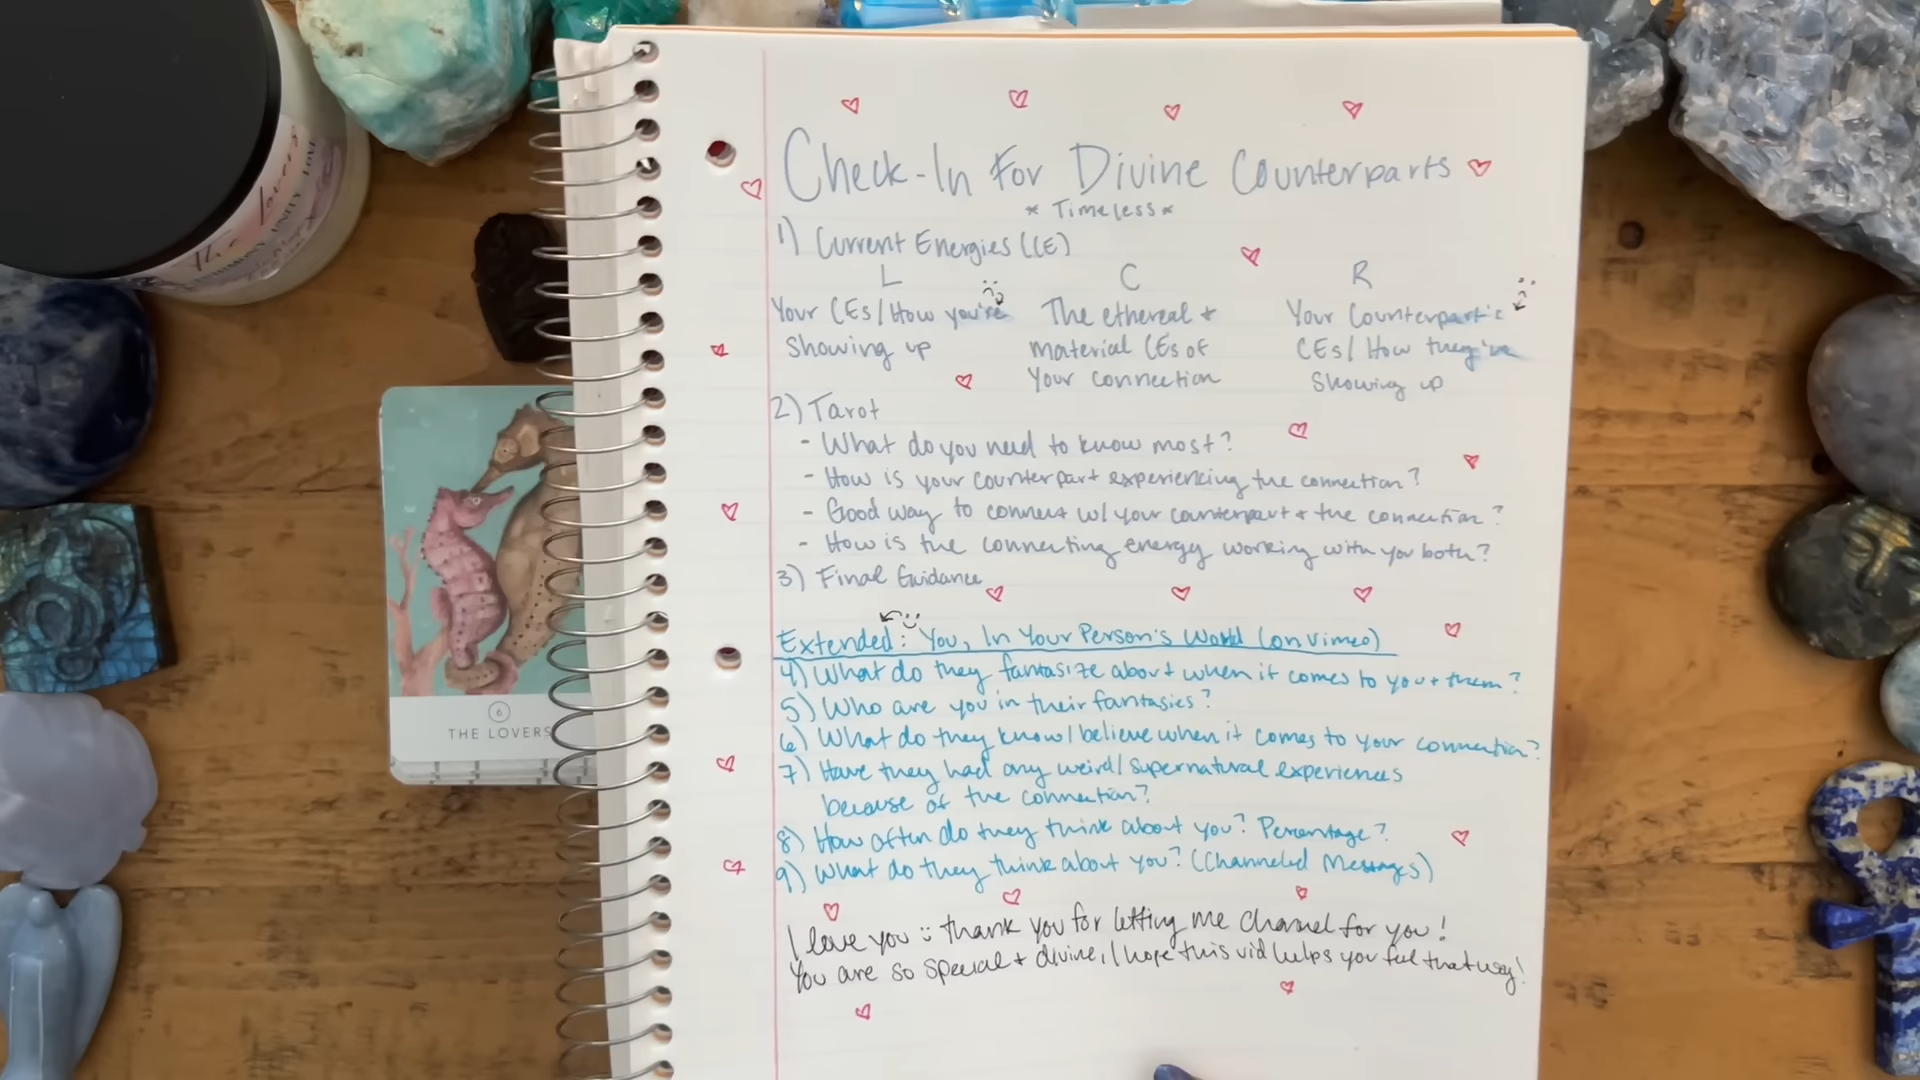 The Lovers
HARMONY UNITY LOVE
Check-In For Divine Counterparts
* Timeless *
1) Current Energies (CE)
L C R
Your CEs/How you're
showing up
The ethereal +
material CEs of
your connection
Your Counterpart's
CEs/ How they're
showing up
2) Tarot
- What do you need to know most?
- How is your counterpart experiencing the connection?
- Good way to connect w/ your counterpart + the connection?
- How is the connecting energy working with you both?
3) Final Guidance
Extended: You, In Your Person's World (on Vimeo)
4) What do they fantasize about when it comes to you + them?
5) Who are you in their fantasies?
6) What do they know/believe when it comes to your connection?
7) Have they had any weird/supernatural experiences
because of the connection?
8) How often do they think about you? Percentage?
9) What do they think about you? (Channeled Messages)
I love you :) thank you for letting me channel for you!
You are so special + divine, I hope this vid helps you feel that way!
6
THE LOVERS